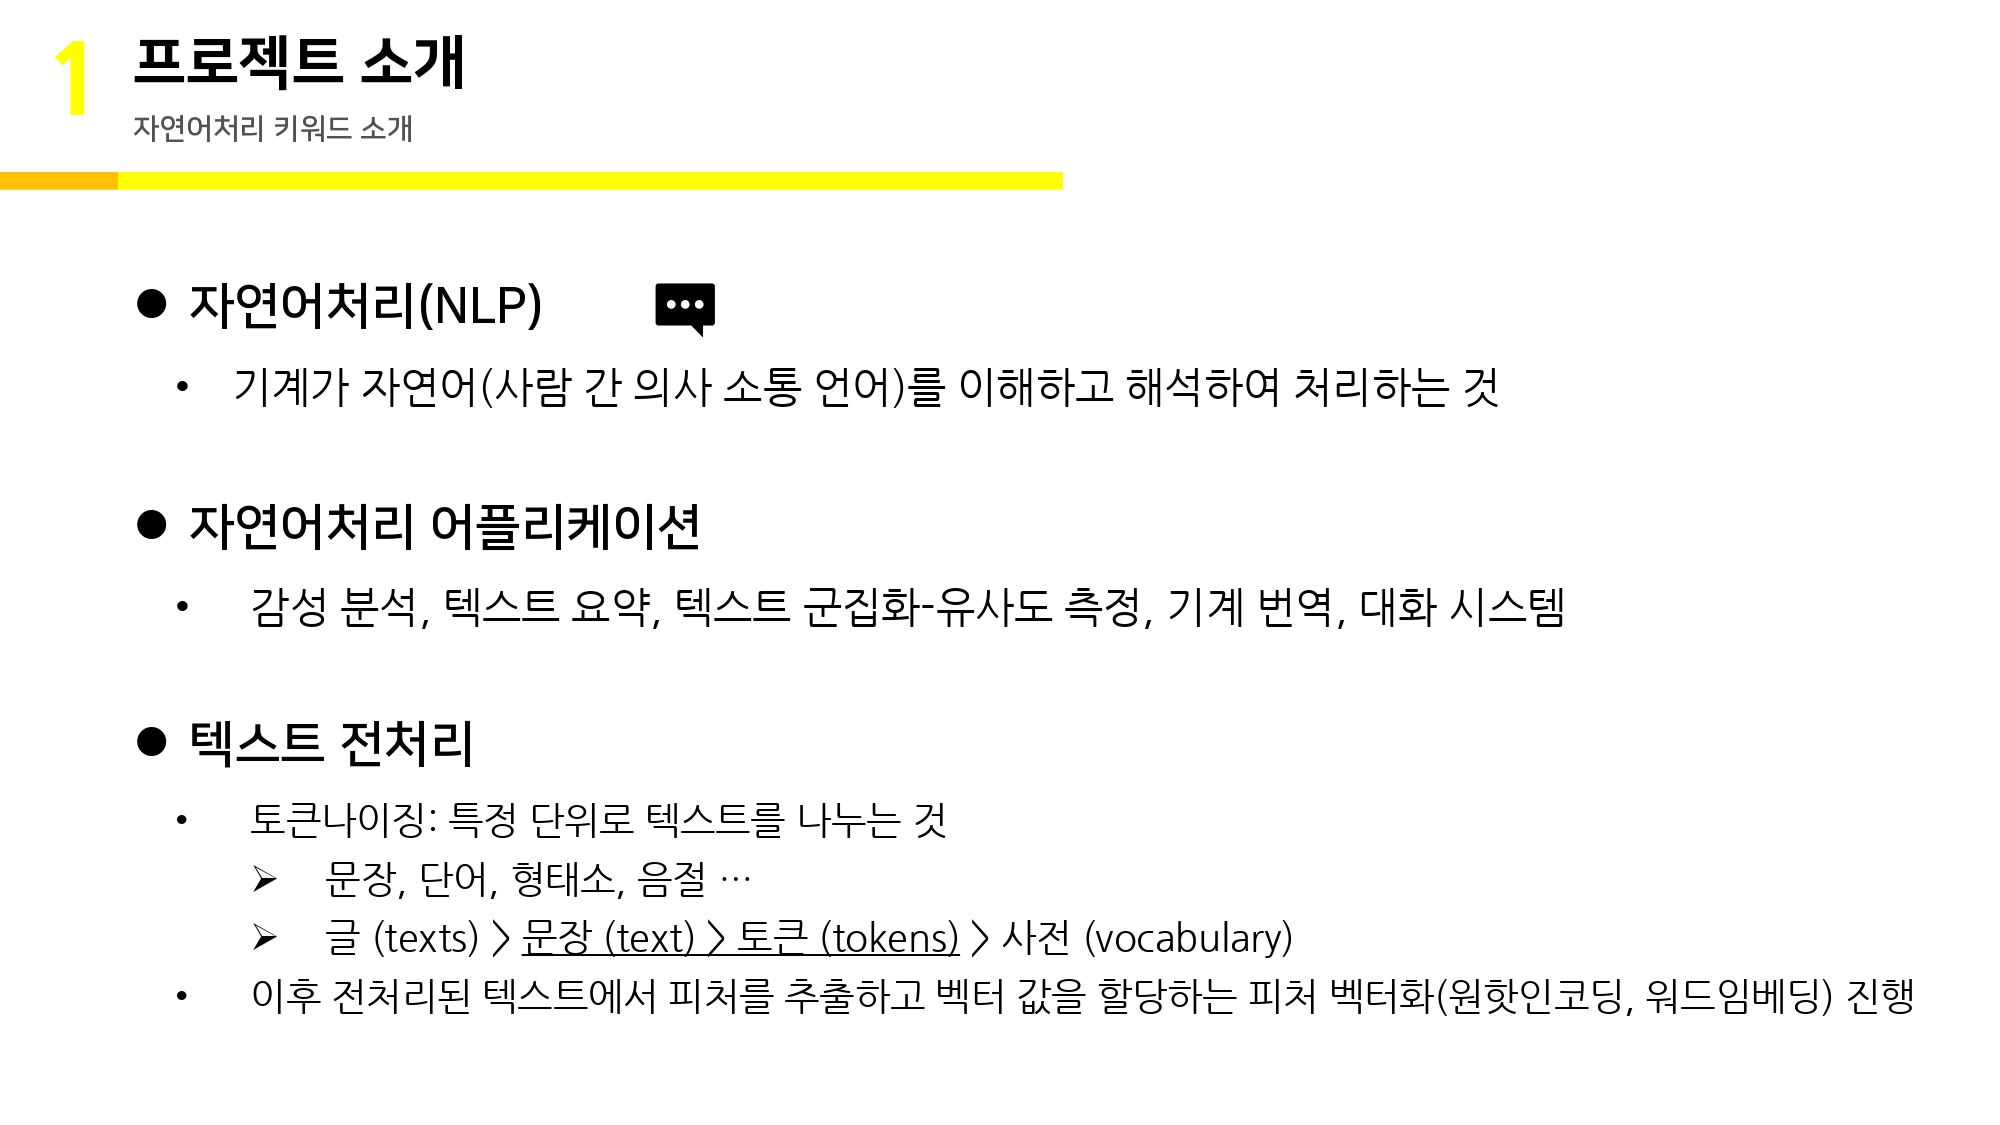 1
프로젝트 소개
자연어처리 키워드 소개
● 자연어처리(NLP)
• 기계가 자연어(사람 간 의사 소통 언어)를 이해하고 해석하여 처리하는 것
● 자연어처리 어플리케이션
• 감성 분석, 텍스트 요약, 텍스트 군집화-유사도 측정, 기계 번역, 대화 시스템
● 텍스트 전처리
• 토큰나이징: 특정 단위로 텍스트를 나누는 것
➢ 문장, 단어, 형태소, 음절 …
➢ 글 (texts) > 문장 (text) > 토큰 (tokens) > 사전 (vocabulary)
• 이후 전처리된 텍스트에서 피처를 추출하고 벡터 값을 할당하는 피처 벡터화(원핫인코딩, 워드임베딩) 진행